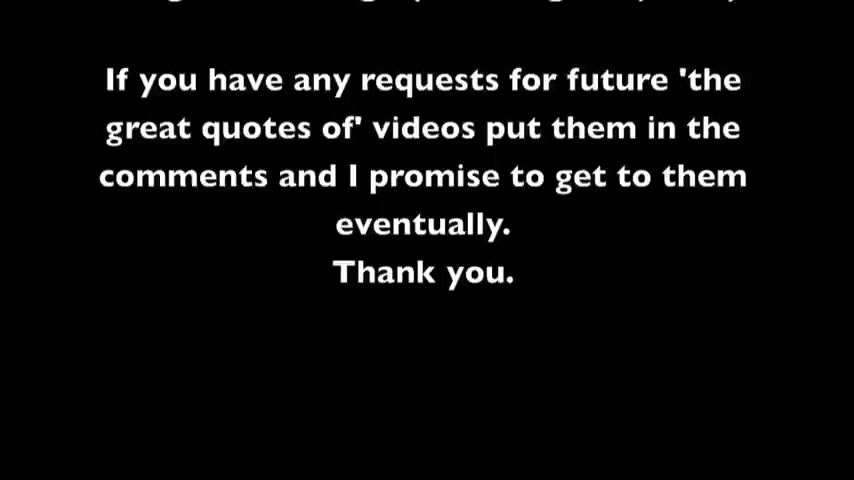 If you have any requests for future 'the
great quotes of' videos put them in the
comments and I promise to get to them
eventually.
Thank you.